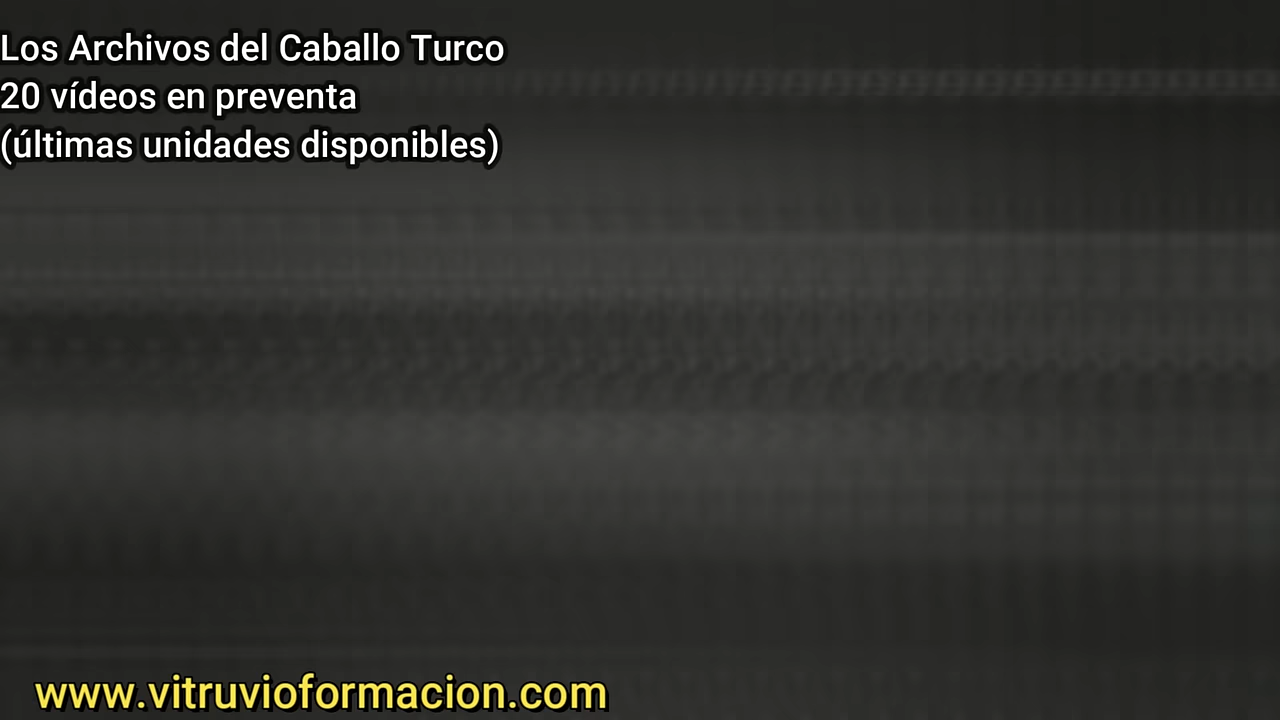 Los Archivos del Caballo Turco
20 vídeos en preventa
(últimas unidades disponibles)
www.vitruvioformacion.com